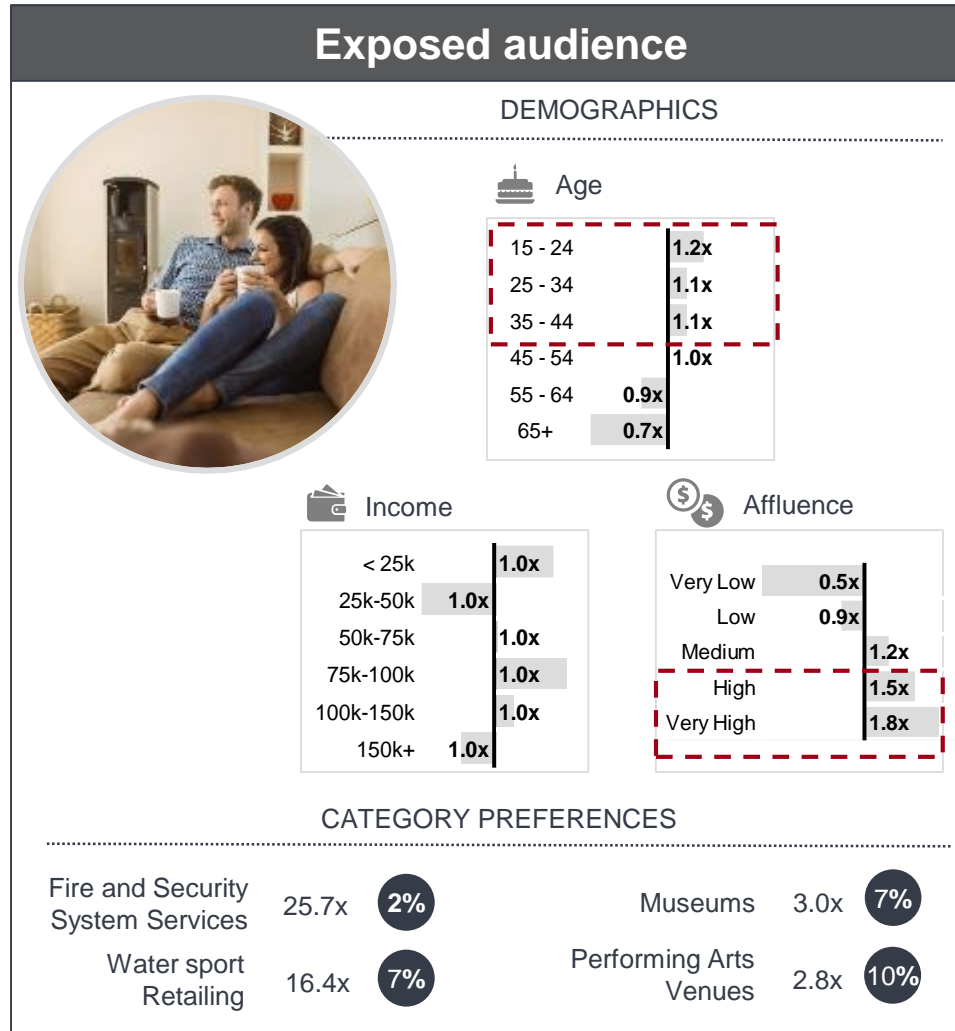 Exposed audience
DEMOGRAPHICS
Age
15 - 24 1.2x
25 - 34 1.1x
35 - 44 1.1x
45 - 54 1.0x
55 - 64 0.9x
65+ 0.7x
Income
< 25k 1.0x
25k-50k 1.0x
50k-75k 1.0x
75k-100k 1.0x
100k-150k 1.0x
150k+ 1.0x
$ $ Affluence
Very Low 0.5x
Low 0.9x
Medium 1.2x
High 1.5x
Very High 1.8x
CATEGORY PREFERENCES
Fire and Security
System Services 25.7x 2%
Water sport
Retailing 16.4x 7%
Museums 3.0x 7%
Performing Arts
Venues 2.8x 10%